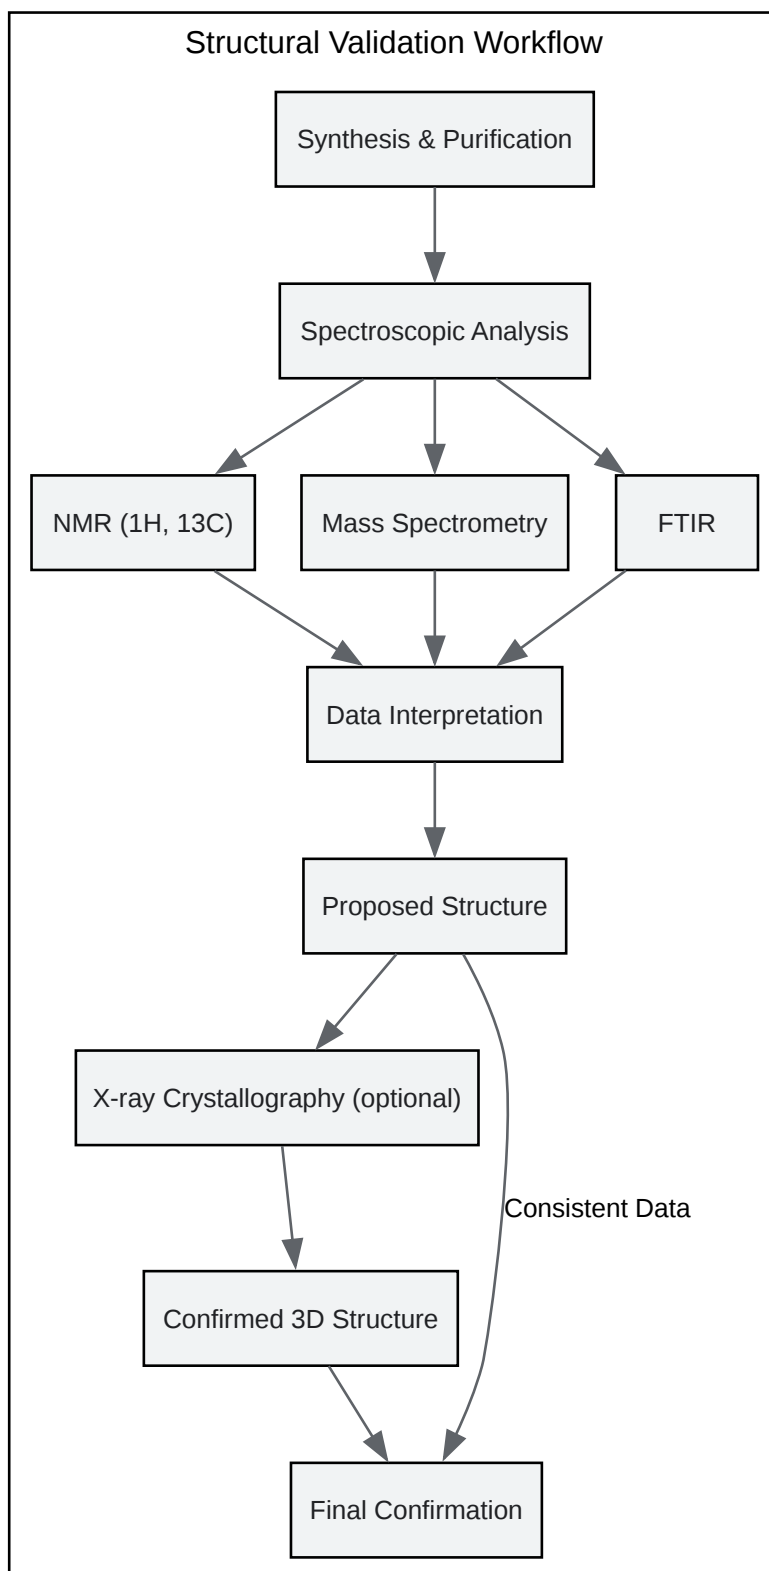 Structural Validation Workflow
Synthesis & Purification
Spectroscopic Analysis
NMR (1H, 13C)
Mass Spectrometry
FTIR
Data Interpretation
Proposed Structure
X-ray Crystallography (optional)
Consistent Data
Confirmed 3D Structure
Final Confirmation